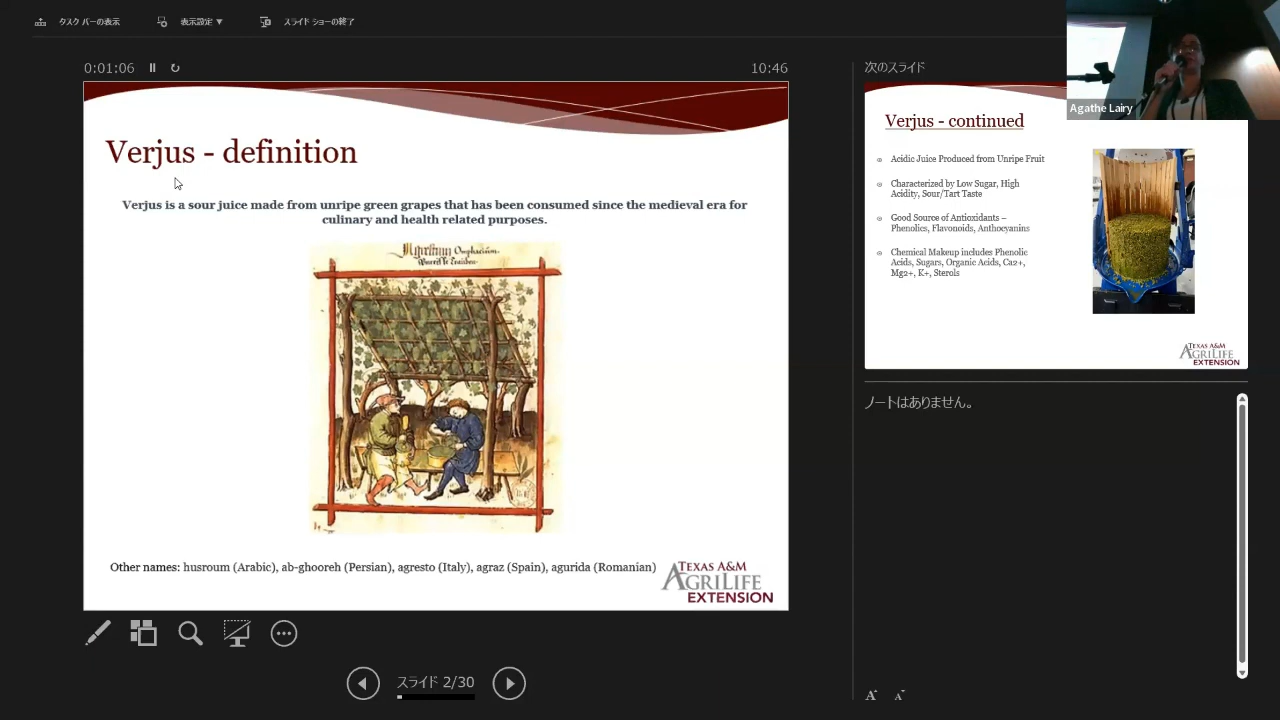 タスク バーの表示
表示設定 ▼
スライド ショーの終了
0:01:06
10:46
Verjus - definition
Verjus is a sour juice made from unripe green grapes that has been consumed since the medieval era for
culinary and health related purposes.
Other names: husroum (Arabic), ab-ghooreh (Persian), agresto (Italy), agraz (Spain), agurida (Romanian)
TEXAS A&M
AGRILIFE
EXTENSION
スライド 2/30
次のスライド
Agathe Lairy
Verjus - continued
Acidic Juice Produced from Unripe Fruit
Characterized by Low Sugar, High
Acidity, Sour/Tart Taste
Good Source of Antioxidants –
Phenolics, Flavonoids, Anthocyanins
Chemical Makeup includes Phenolic
Acids, Sugars, Organic Acids, Ca2+,
Mg2+, K+, Sterols
TEXAS A&M
AGRILIFE
EXTENSION
ノートはありません。
A A